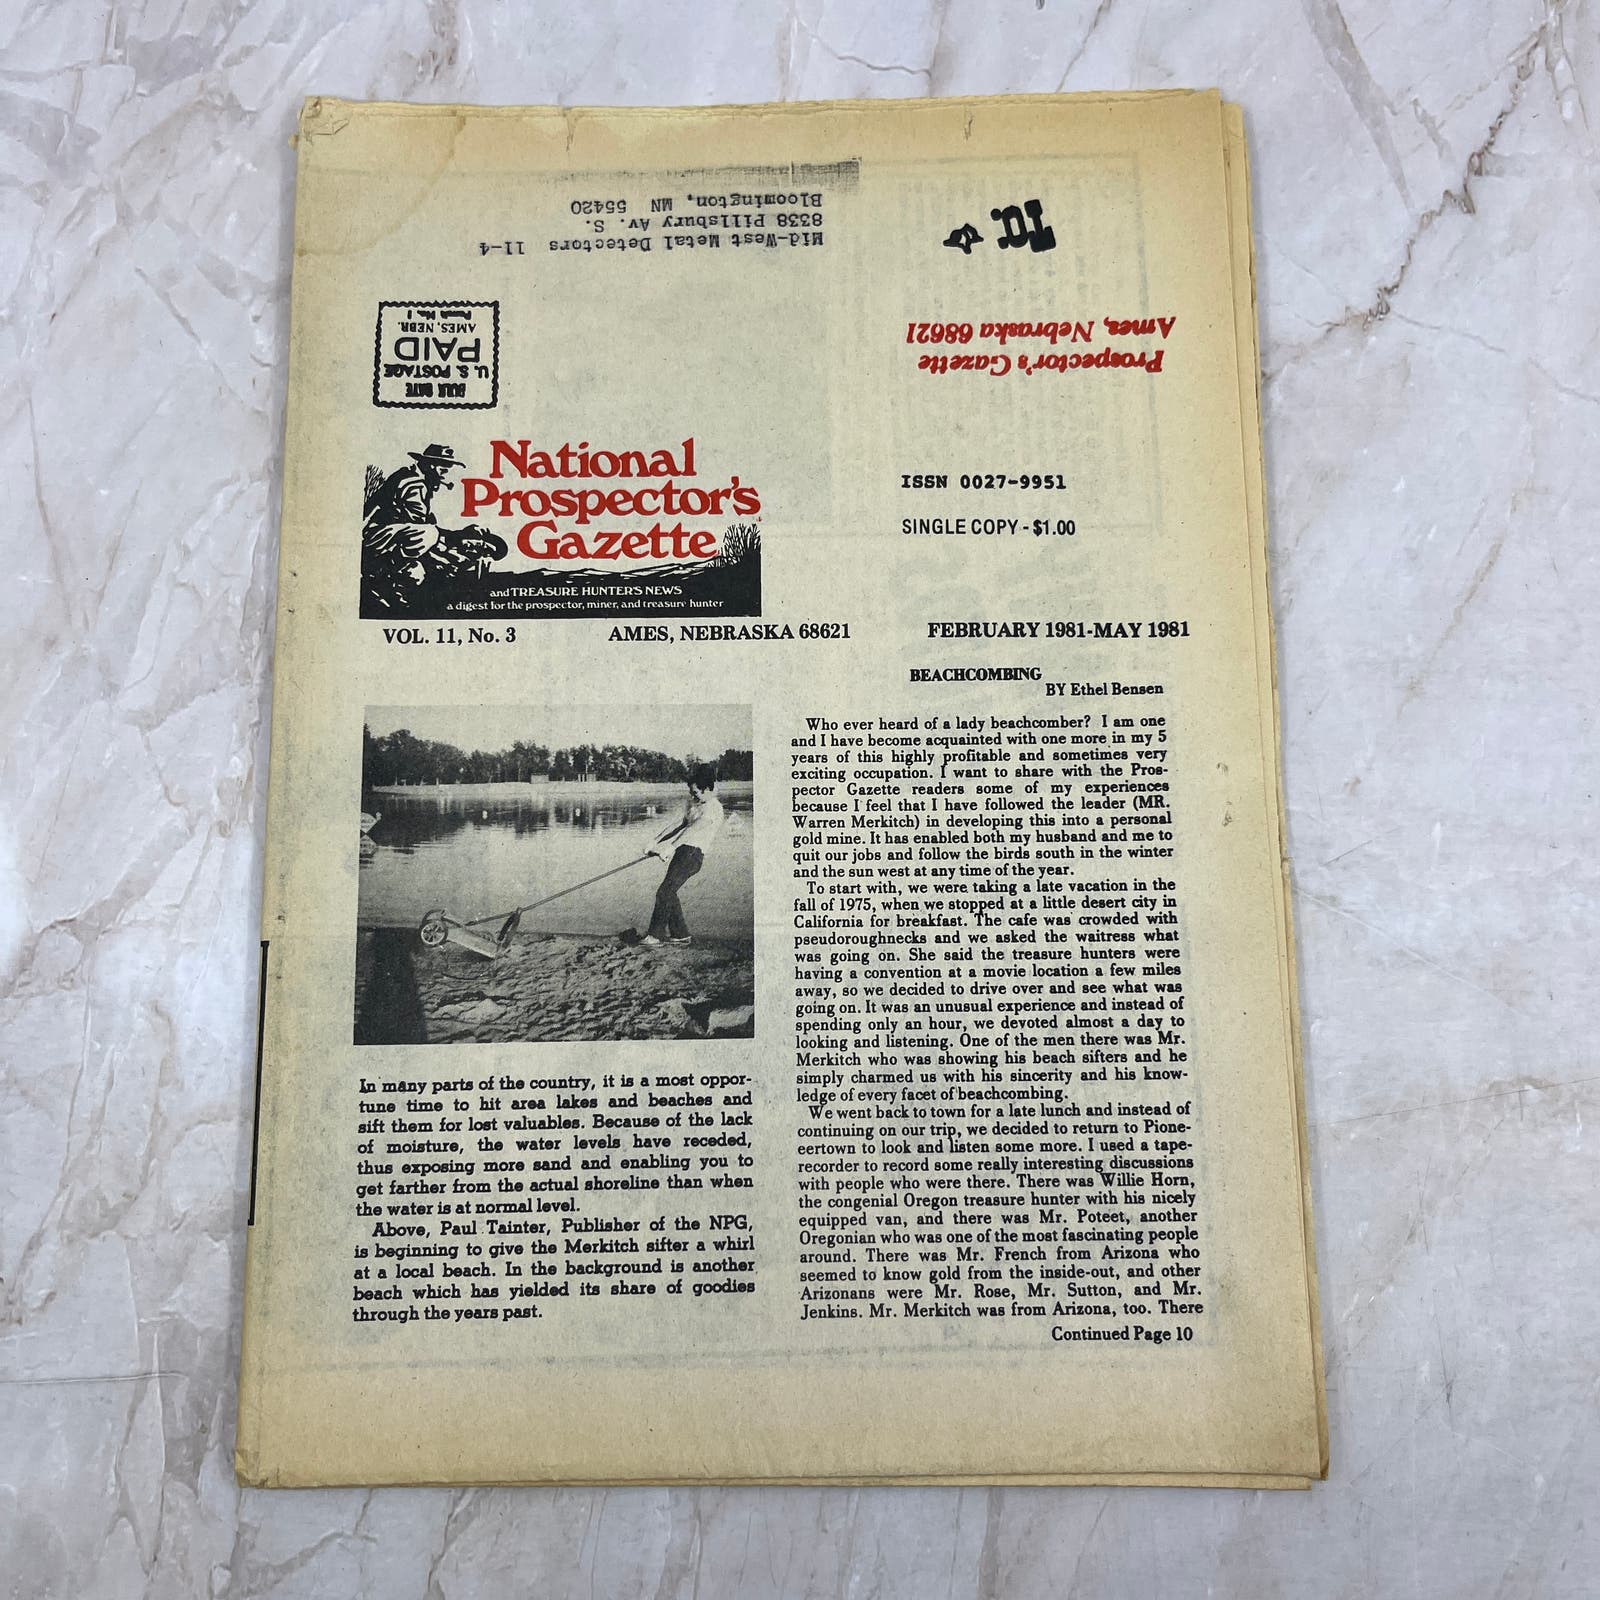 Mid-West Metal Detectors 11-4
8338 Pillsbury Av. S.
Bloomington, MN 55420
TO:
BULK RATE
U. S. POSTAGE
PAID
AMES, NEBR.
Permit No. 1
Prospector's Gazette
Ames, Nebraska 68621
National
Prospector's
Gazette
and TREASURE HUNTER'S NEWS
a digest for the prospector, miner, and treasure hunter
ISSN 0027-9951
SINGLE COPY - $1.00
VOL. 11, No. 3 AMES, NEBRASKA 68621 FEBRUARY 1981-MAY 1981
In many parts of the country, it is a most oppor-
tune time to hit area lakes and beaches and
sift them for lost valuables. Because of the lack
of moisture, the water levels have receded,
thus exposing more sand and enabling you to
get farther from the actual shoreline than when
the water is at normal level.
Above, Paul Tainter, Publisher of the NPG,
is beginning to give the Merkitch sifter a whirl
at a local beach. In the background is another
beach which has yielded its share of goodies
through the years past.
BEACHCOMBING
BY Ethel Bensen
Who ever heard of a lady beachcomber? I am one
and I have become acquainted with one more in my 5
years of this highly profitable and sometimes very
exciting occupation. I want to share with the Pros-
pector Gazette readers some of my experiences
because I feel that I have followed the leader (MR.
Warren Merkitch) in developing this into a personal
gold mine. It has enabled both my husband and me to
quit our jobs and follow the birds south in the winter
and the sun west at any time of the year.
To start with, we were taking a late vacation in the
fall of 1975, when we stopped at a little desert city in
California for breakfast. The cafe was crowded with
pseudoroughnecks and we asked the waitress what
was going on. She said the treasure hunters were
having a convention at a movie location a few miles
away, so we decided to drive over and see what was
going on. It was an unusual experience and instead of
spending only an hour, we devoted almost a day to
looking and listening. One of the men there was Mr.
Merkitch who was showing his beach sifters and he
simply charmed us with his sincerity and his know-
ledge of every facet of beachcombing.
We went back to town for a late lunch and instead of
continuing on our trip, we decided to return to Pione-
eertown to look and listen some more. I used a tape-
recorder to record some really interesting discussions
with people who were there. There was Willie Horn,
the congenial Oregon treasure hunter with his nicely
equipped van, and there was Mr. Poteet, another
Oregonian who was one of the most fascinating people
around. There was Mr. French from Arizona who
seemed to know gold from the inside-out, and other
Arizonans were Mr. Rose, Mr. Sutton, and Mr.
Jenkins. Mr. Merkitch was from Arizona, too. There
Continued Page 10